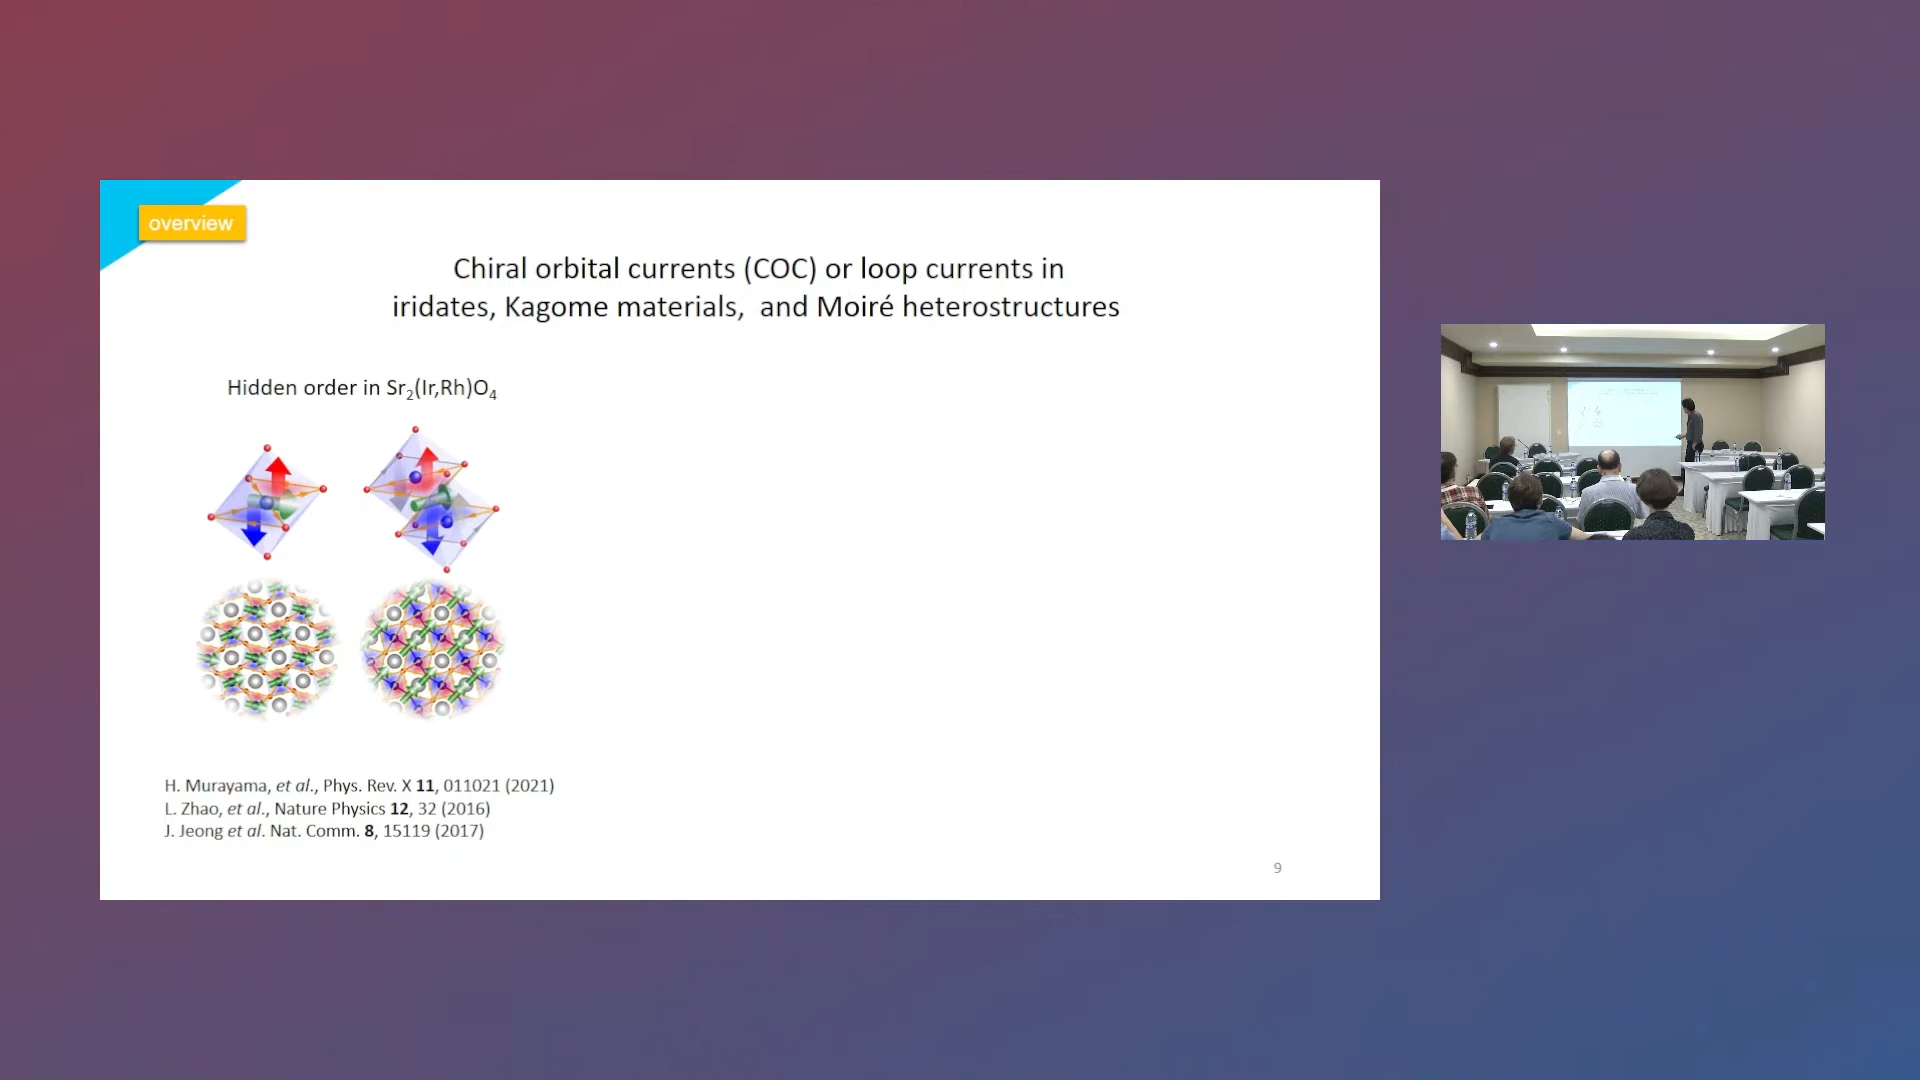 overview
Chiral orbital currents (COC) or loop currents in
iridates, Kagome materials,  and Moiré heterostructures
Hidden order in Sr₂(Ir,Rh)O₄
H. Murayama, et al., Phys. Rev. X 11, 011021 (2021)
L. Zhao, et al., Nature Physics 12, 32 (2016)
J. Jeong et al. Nat. Comm. 8, 15119 (2017)
9